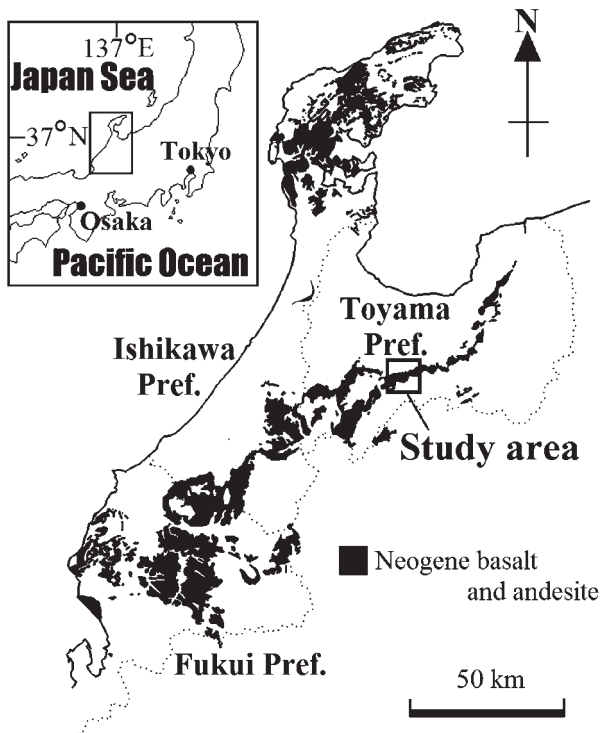 137°E
Japan Sea
37°N
Tokyo
Osaka
Pacific Ocean
N
Toyama
Pref.
Ishikawa
Pref.
Study area
Neogene basalt
and andesite
Fukui Pref.
50 km